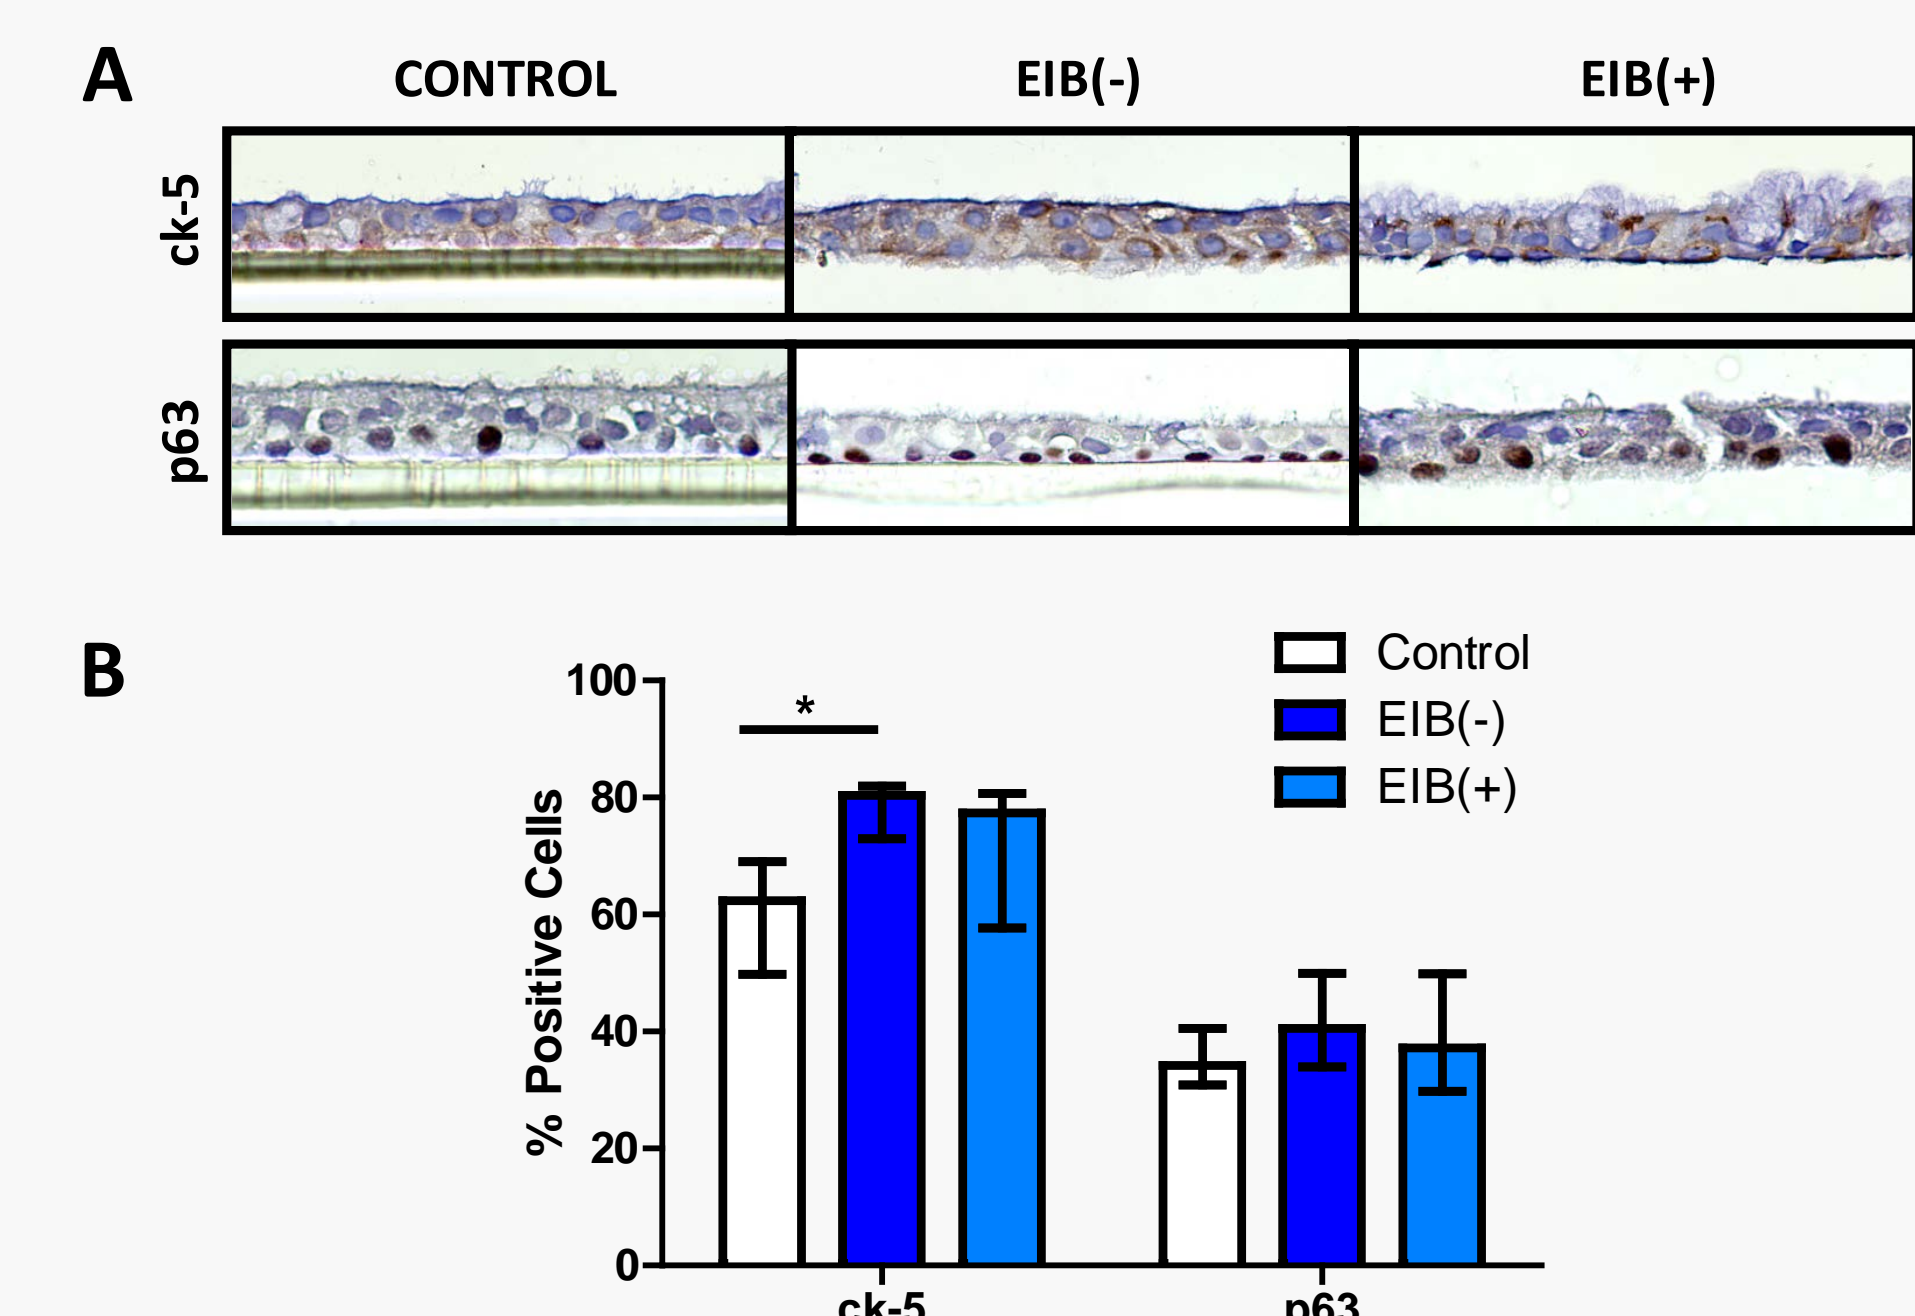 A
CONTROL EIB(-) EIB(+)
ck-5
p63
B
Control
EIB(-)
EIB(+)
*
% Positive Cells
100
80
60
40
20
0
ck-5 p63